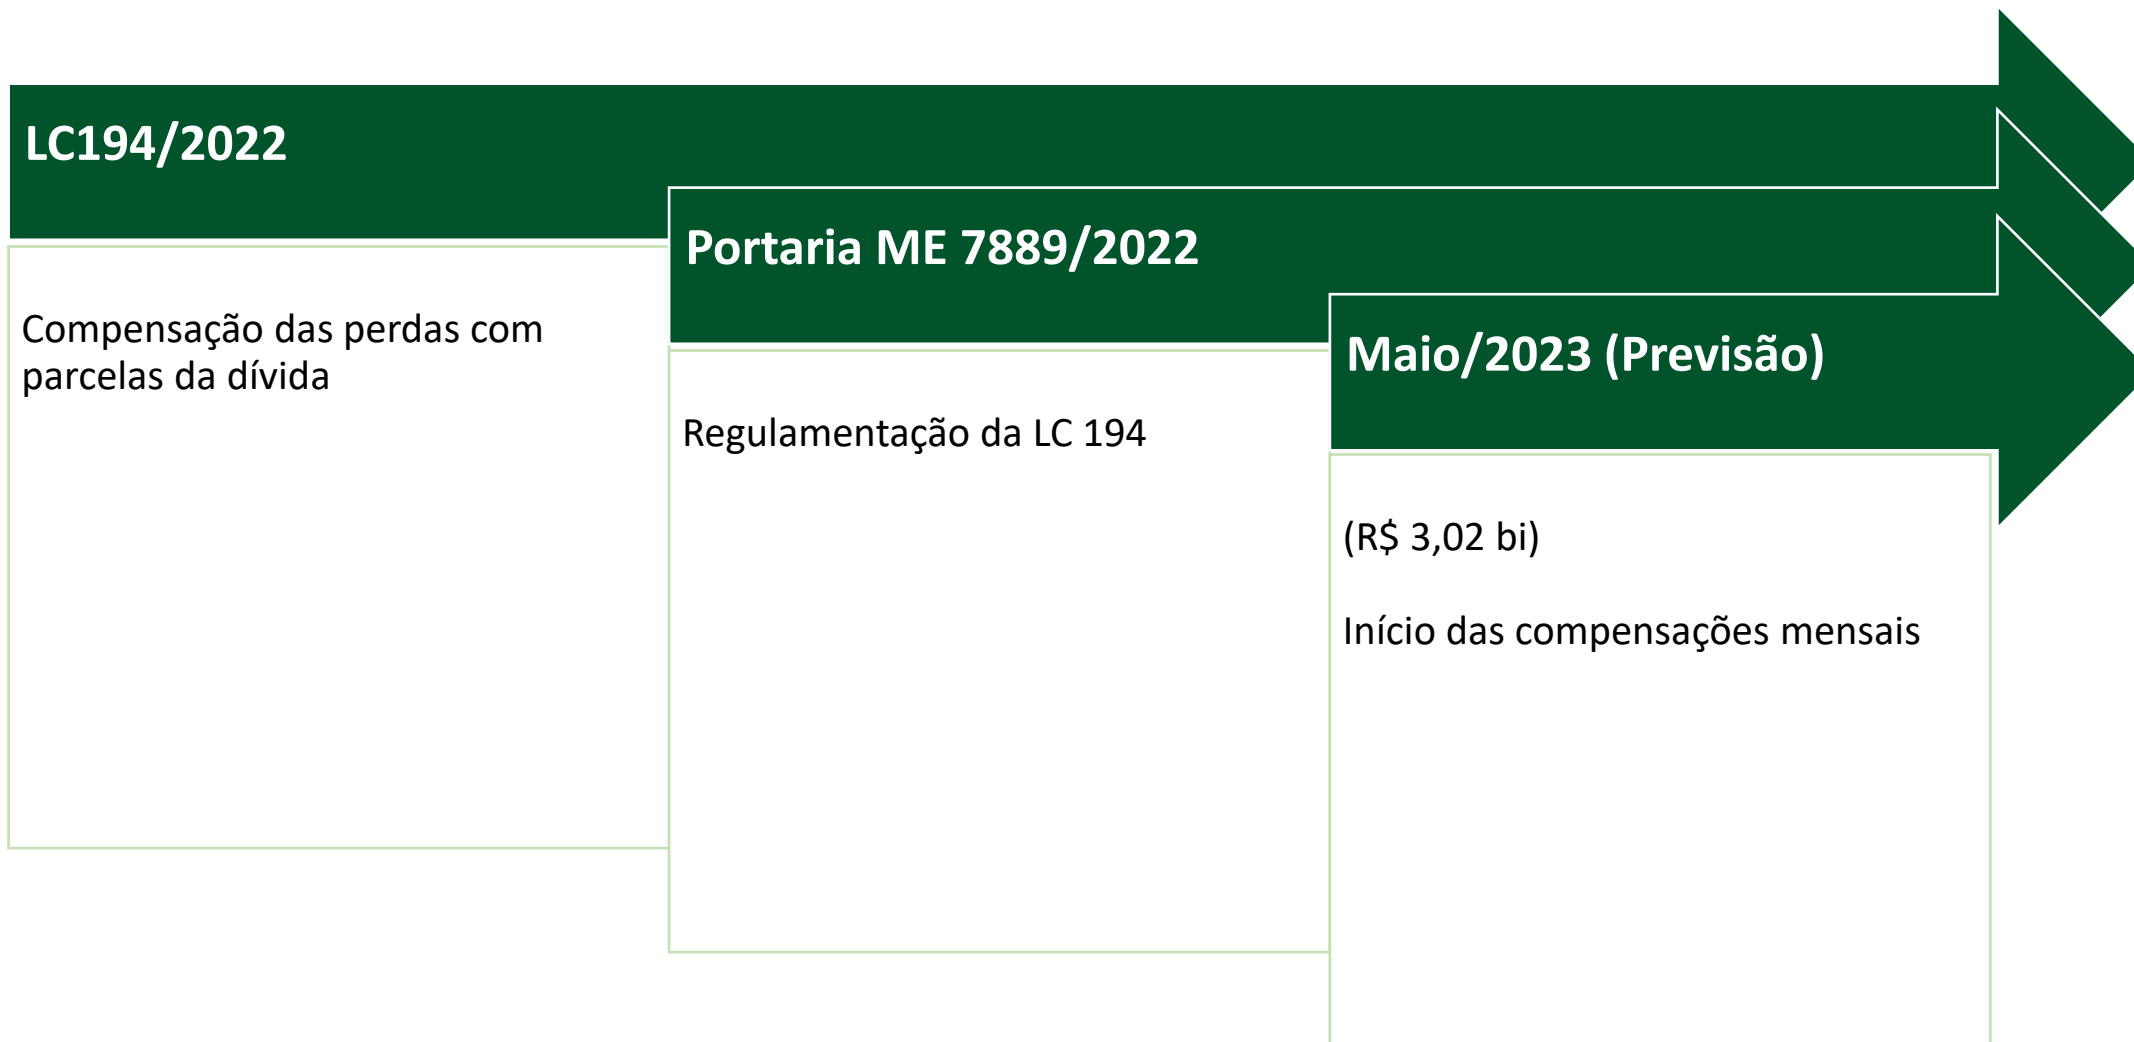 LC194/2022
Compensação das perdas com
parcelas da dívida
Portaria ME 7889/2022
Regulamentação da LC 194
Maio/2023 (Previsão)
(R$ 3,02 bi)
Início das compensações mensais